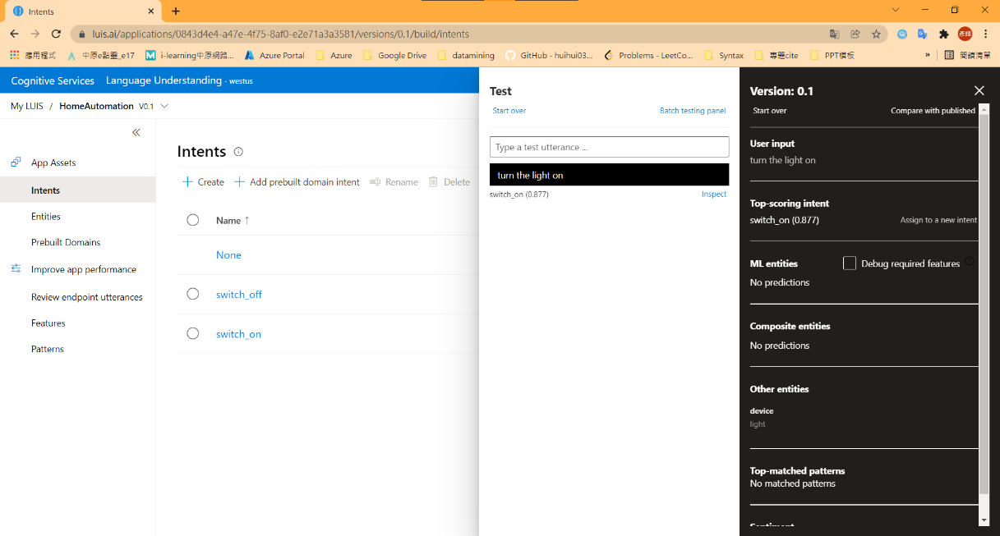 Intents
luis.ai/applications/0843d4e4-a47e-4f75-8af0-e2e71a3a3581/versions/0.1/build/intents
彥輝
應用程式
中原e點靈_e17
i-learning中原網路...
Azure Portal
Azure
Google Drive
datamining
GitHub - huihui03...
Problems - LeetCo...
Syntax
專題cite
PPT模板
»
閱讀清單
Cognitive Services
Language Understanding - westus
My LUIS / HomeAutomation V0.1
App Assets
Intents
Entities
Prebuilt Domains
Improve app performance
Review endpoint utterances
Features
Patterns
Intents
Create
Add prebuilt domain intent
Rename
Delete
Name ↑
None
switch_off
switch_on
Test
Start over
Batch testing panel
Type a test utterance ...
turn the light on
switch_on (0.877)
Inspect
Version: 0.1
Start over
Compare with published
User input
turn the light on
Top-scoring intent
switch_on (0.877)
Assign to a new intent
ML entities
Debug required features
No predictions
Composite entities
No predictions
Other entities
device
light
Top-matched patterns
No matched patterns
Sentiment